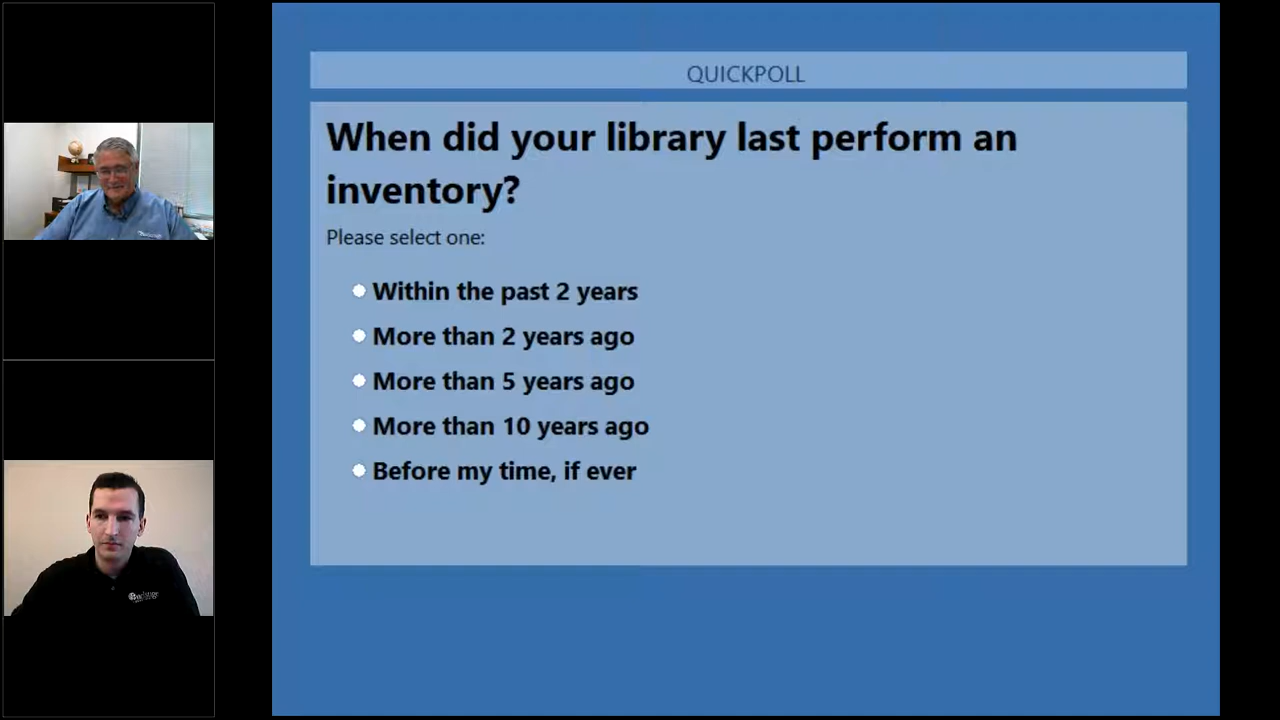 QUICKPOLL
When did your library last perform an
inventory?
Please select one:
Within the past 2 years
More than 2 years ago
More than 5 years ago
More than 10 years ago
Before my time, if ever